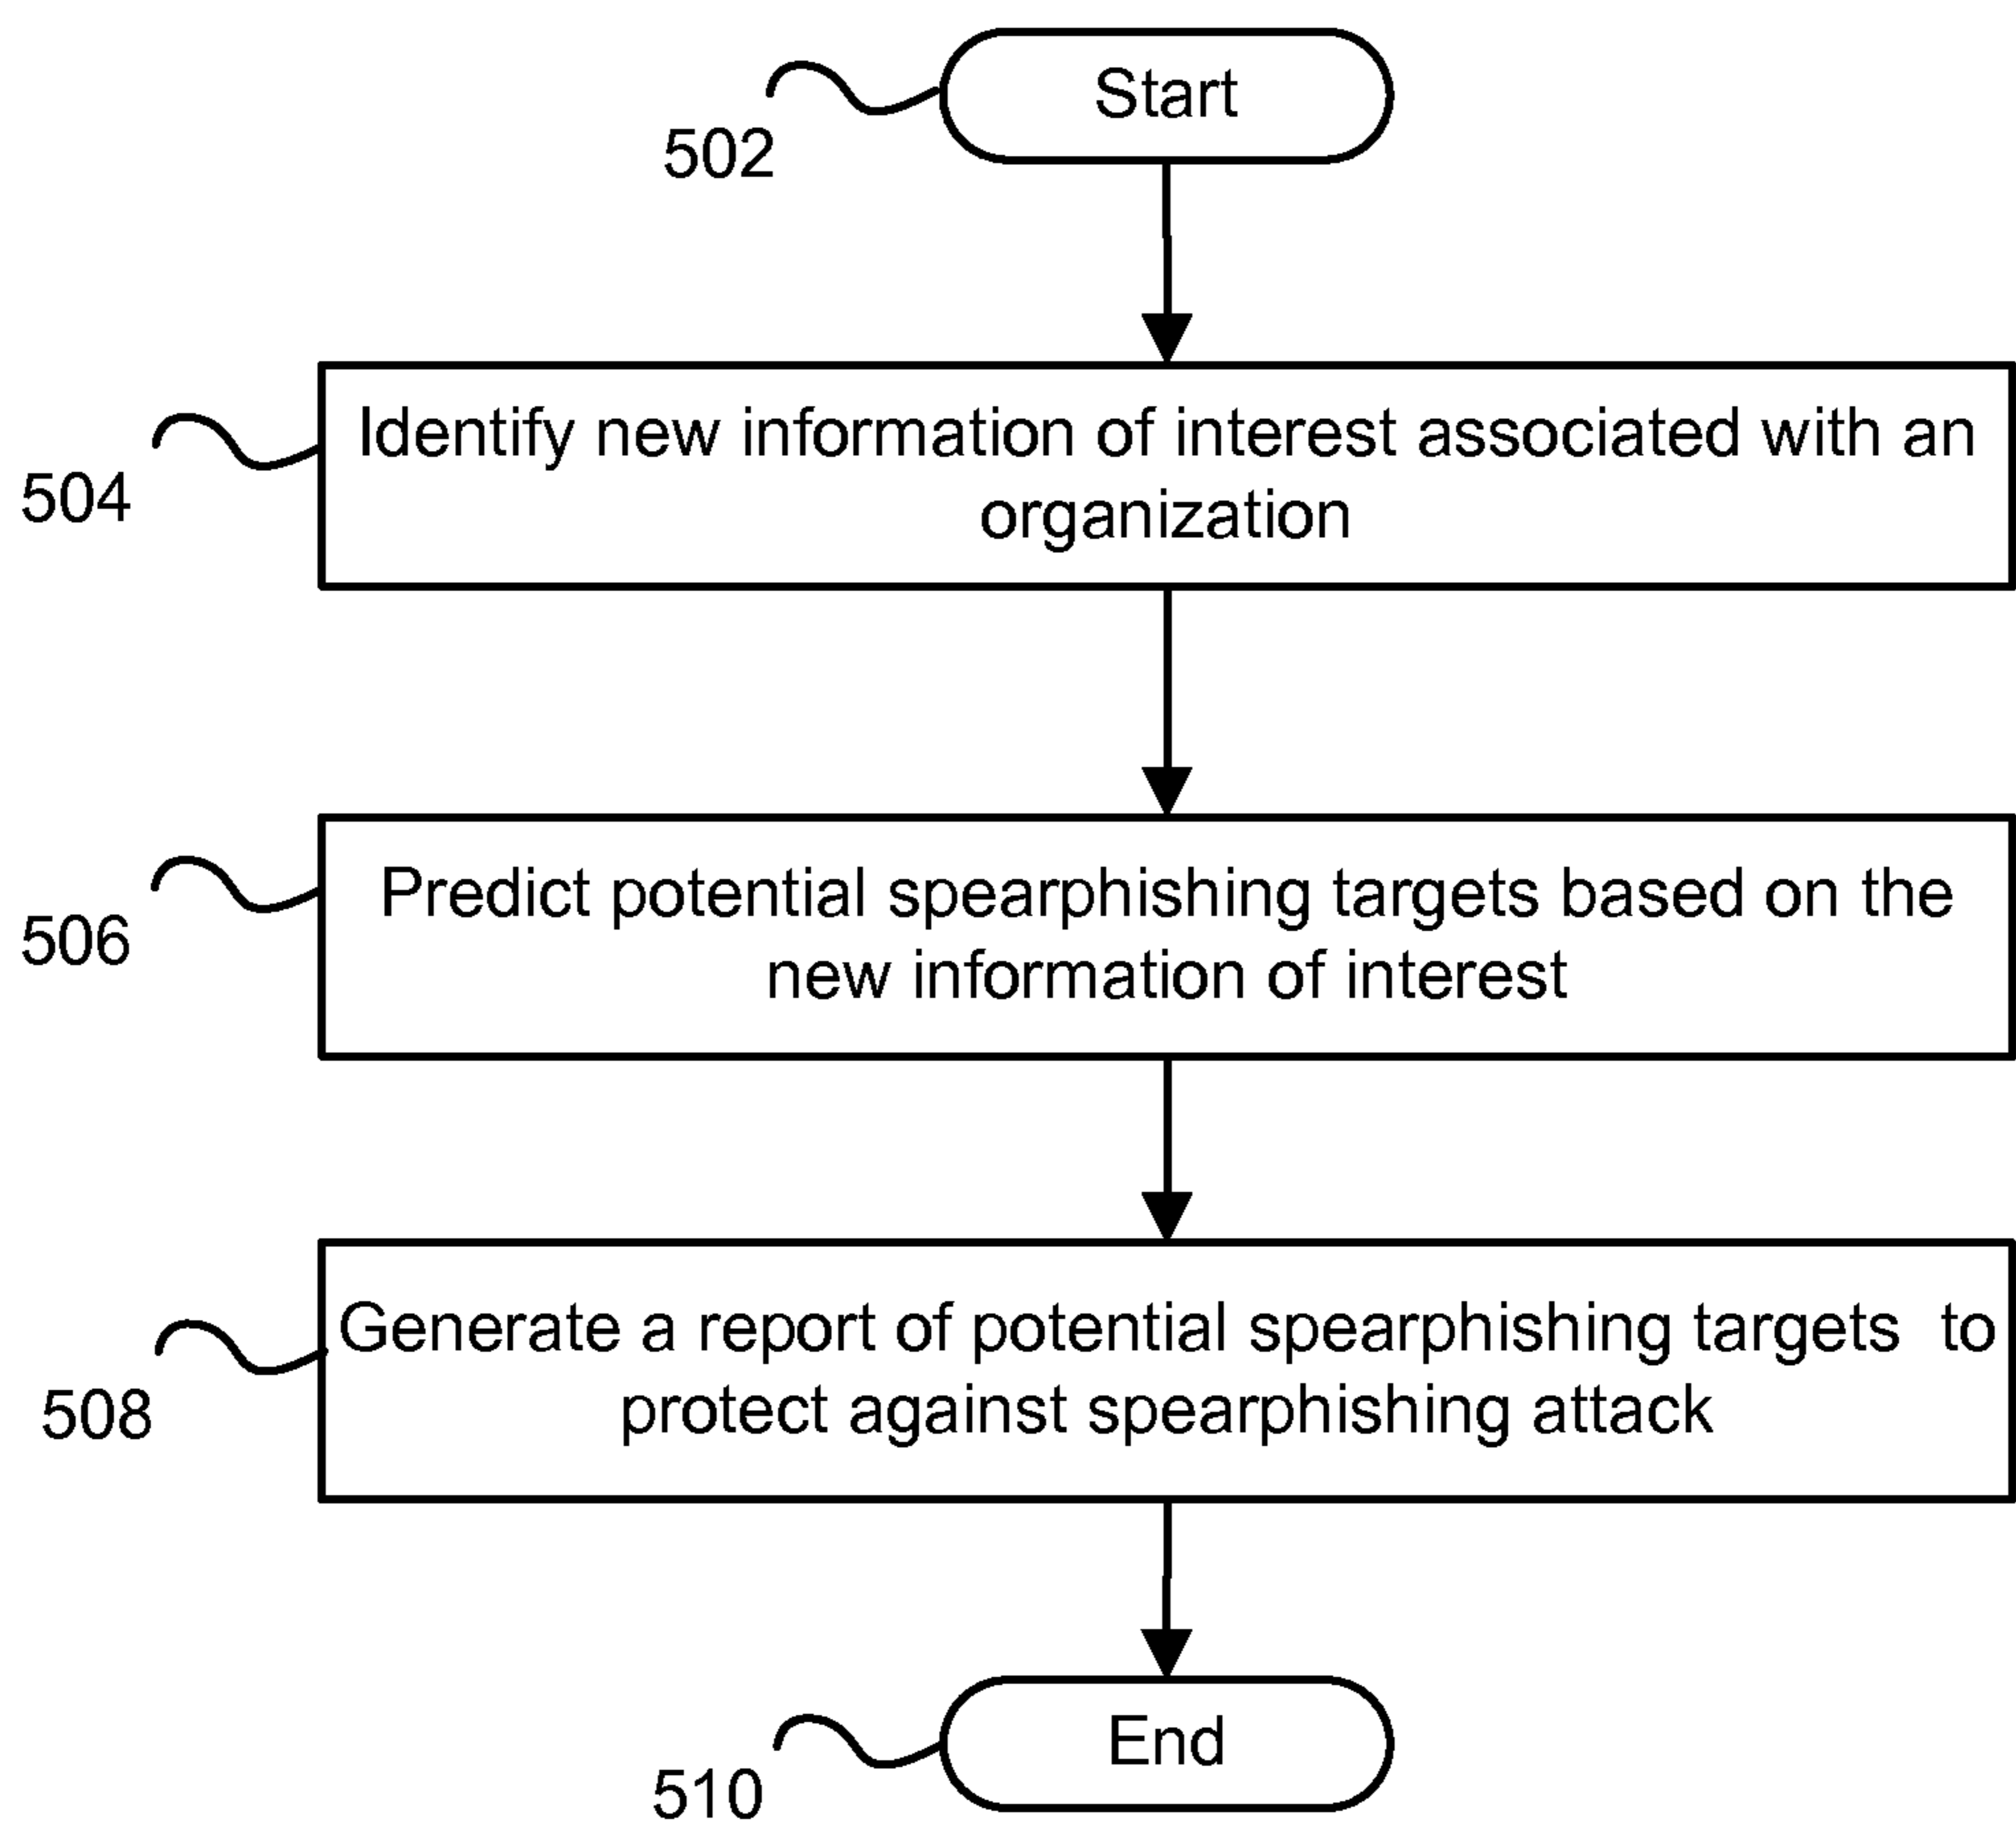 Start
502
Identify new information of interest associated with an
organization
504
Predict potential spearphishing targets based on the
new information of interest
506
Generate a report of potential spearphishing targets  to
protect against spearphishing attack
508
End
510